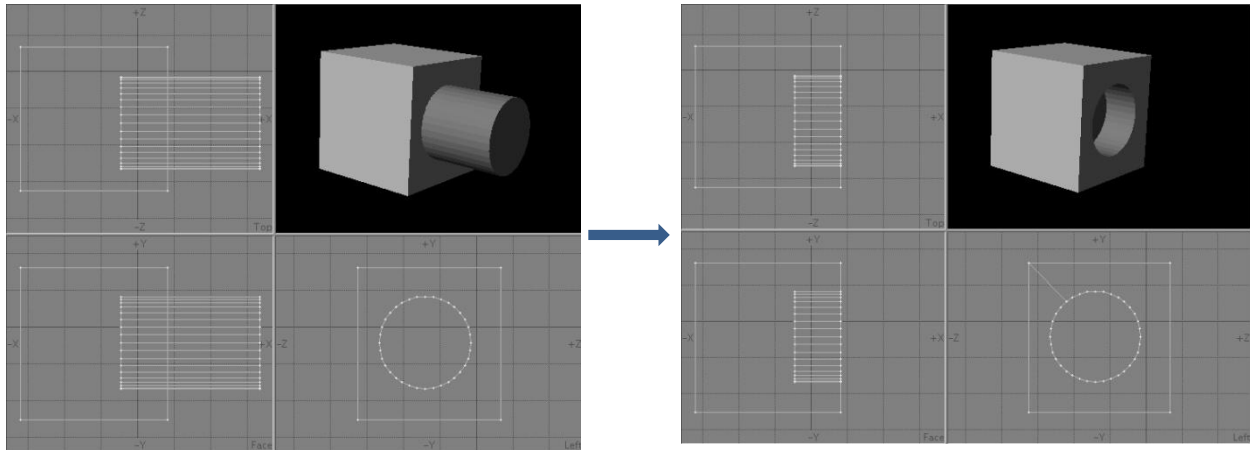 +Z
-X +X
-Z Top
+Y
-X +X
-Y Face
+Y
-Z +Z
-Y Left
+Z
-X +X
-Z Top
+Y
-X +X
-Y Face
+Y
-Z +Z
-Y Left